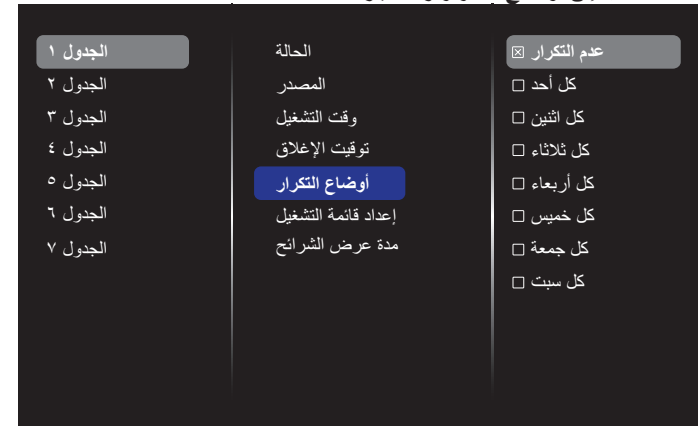 الجدول ١
الجدول ٢
الجدول ٣
الجدول ٤
الجدول ٥
الجدول ٦
الجدول ٧
الحالة
المصدر
وقت التشغيل
توقيت الإغلاق
أوضاع التكرار
إعداد قائمة التشغيل
مدة عرض الشرائح
عدم التكرار
كل أحد
كل اثنين
كل ثلاثاء
كل أربعاء
كل خميس
كل جمعة
كل سبت